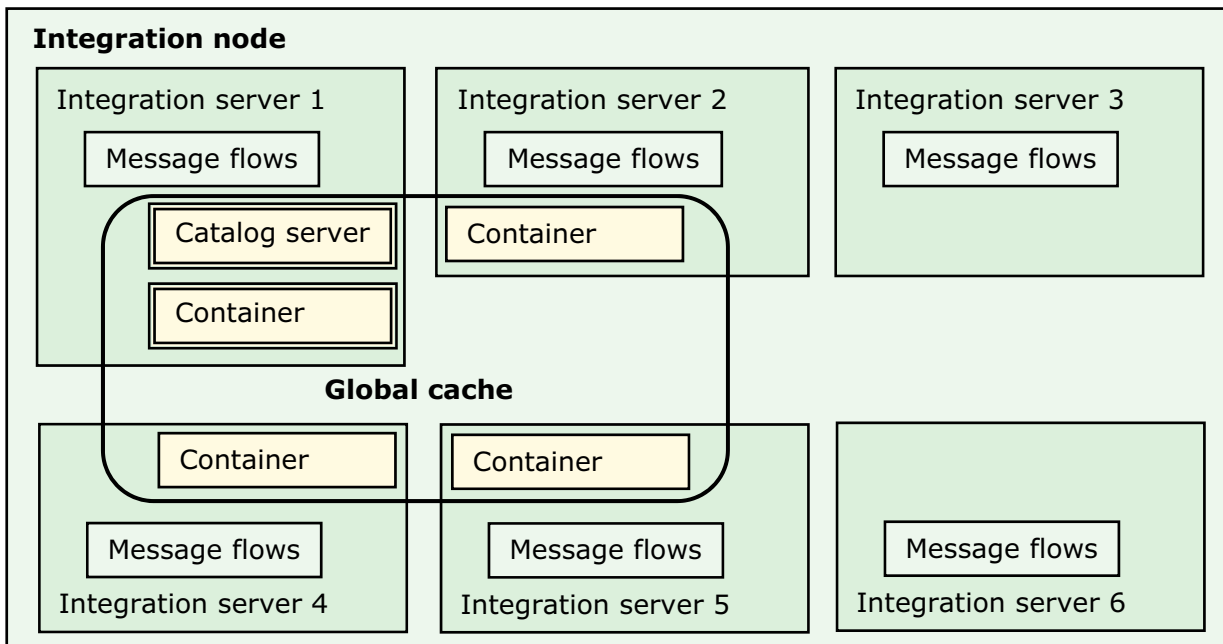 Integration node
Integration server 1
Message flows
Catalog server
Container
Integration server 2
Message flows
Container
Integration server 3
Message flows
Global cache
Container
Message flows
Integration server 4
Container
Message flows
Integration server 5
Message flows
Integration server 6